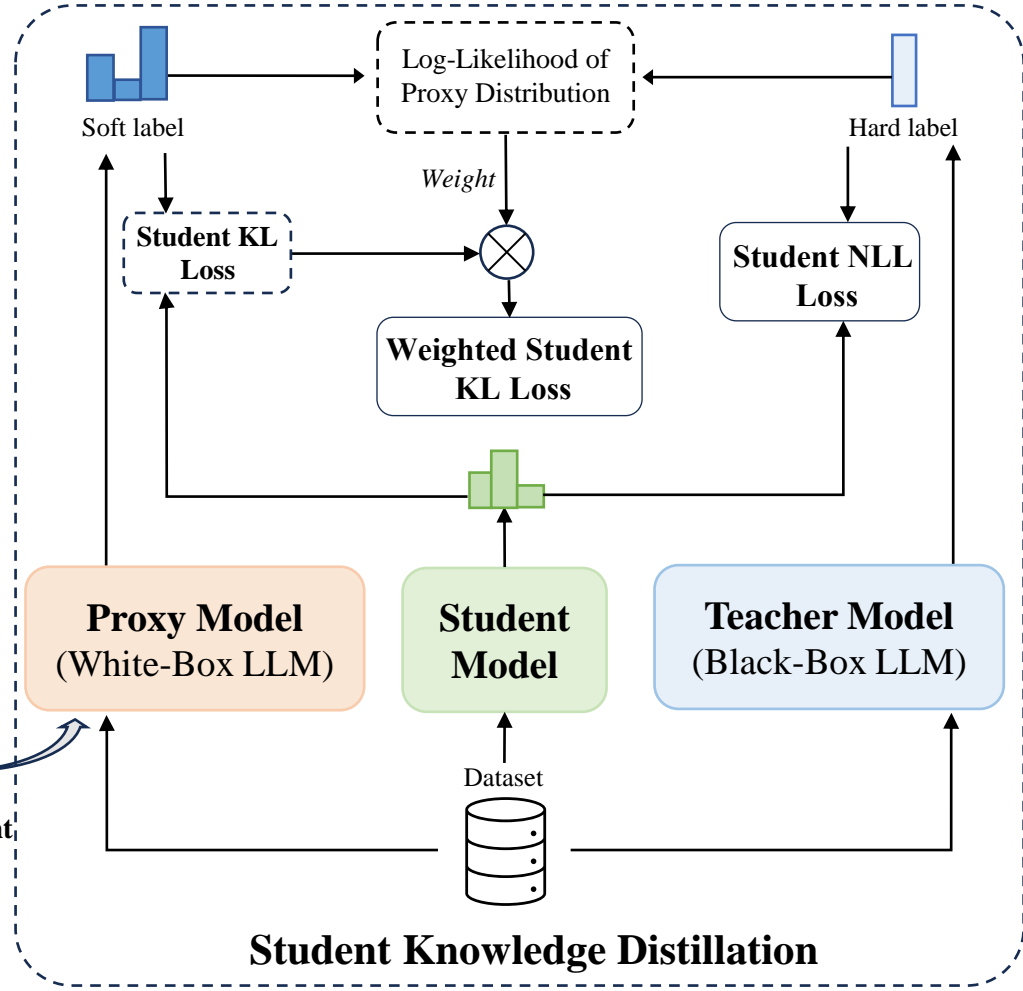 Log-Likelihood of
Proxy Distribution
Soft label
Hard label
Weight
Student KL
Loss
Student NLL
Loss
Weighted Student
KL Loss
Proxy Model
(White-Box LLM)
Student
Model
Teacher Model
(Black-Box LLM)
Dataset
Student Knowledge Distillation